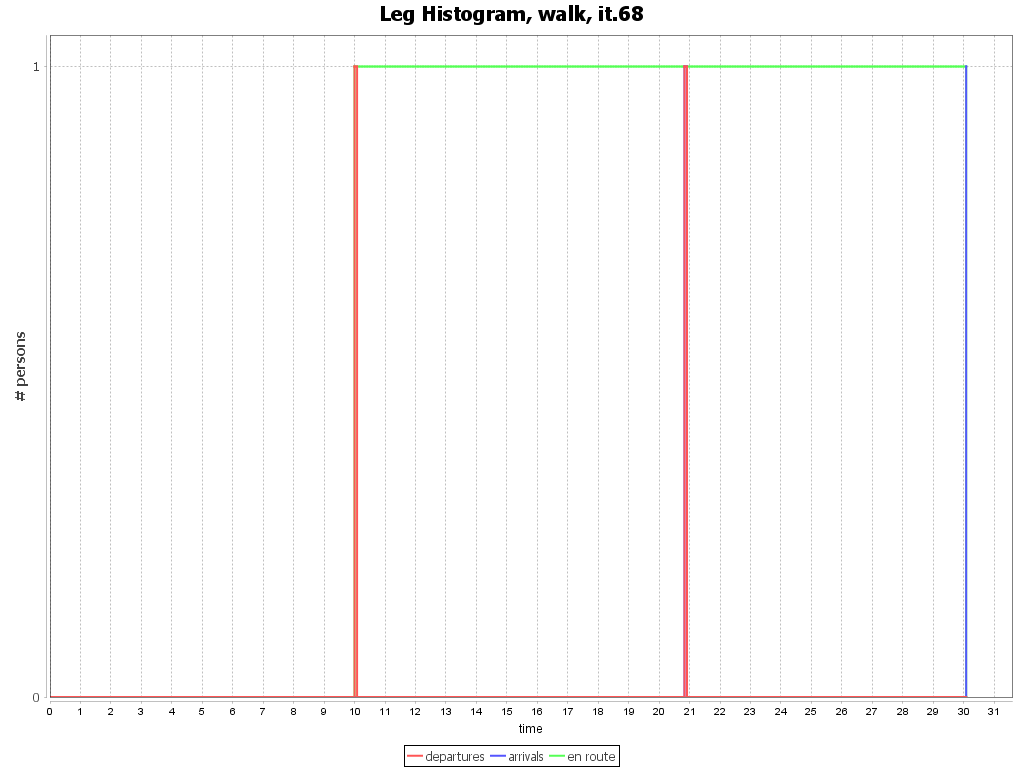 Leg Histogram, walk, it.68
# persons
1
0
0 1 2 3 4 5 6 7 8 9 10 11 12 13 14 15 16 17 18 19 20 21 22 23 24 25 26 27 28 29 30 31
time
departures arrivals en route